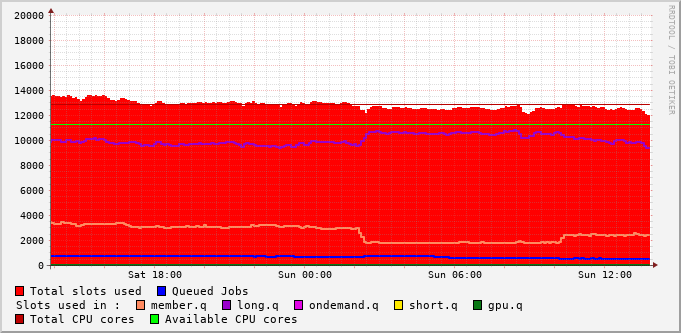 RRDTOOL / TOBI OETIKER
20000
18000
16000
14000
12000
10000
8000
6000
4000
2000
0
Sat 18:00 Sun 00:00 Sun 06:00 Sun 12:00
Total slots used Queued Jobs
Slots used in : member.q long.q ondemand.q short.q gpu.q
Total CPU cores Available CPU cores